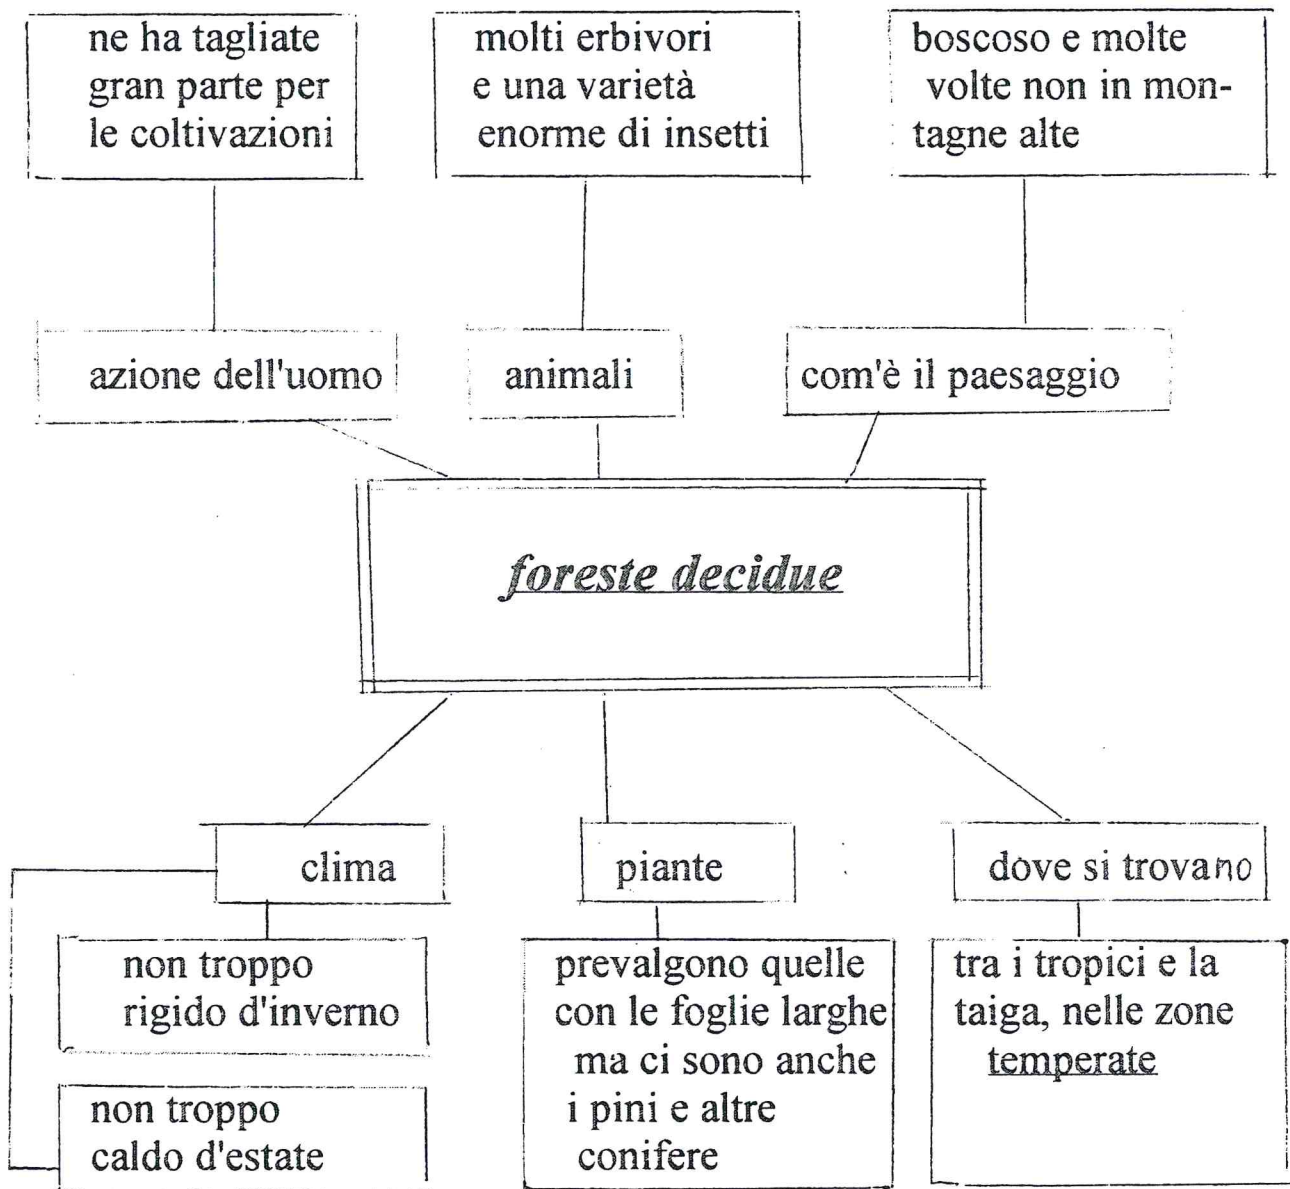 ne ha tagliate
gran parte per
le coltivazioni
molti erbivori
e una varietà
enorme di insetti
boscoso e molte
volte non in mon-
tagne alte
azione dell'uomo
animali
com'è il paesaggio
foreste decidue
clima
piante
dove si trovano
non troppo
rigido d'inverno
non troppo
caldo d'estate
prevalgono quelle
con le foglie larghe
ma ci sono anche
i pini e altre
conifere
tra i tropici e la
taiga, nelle zone
temperate